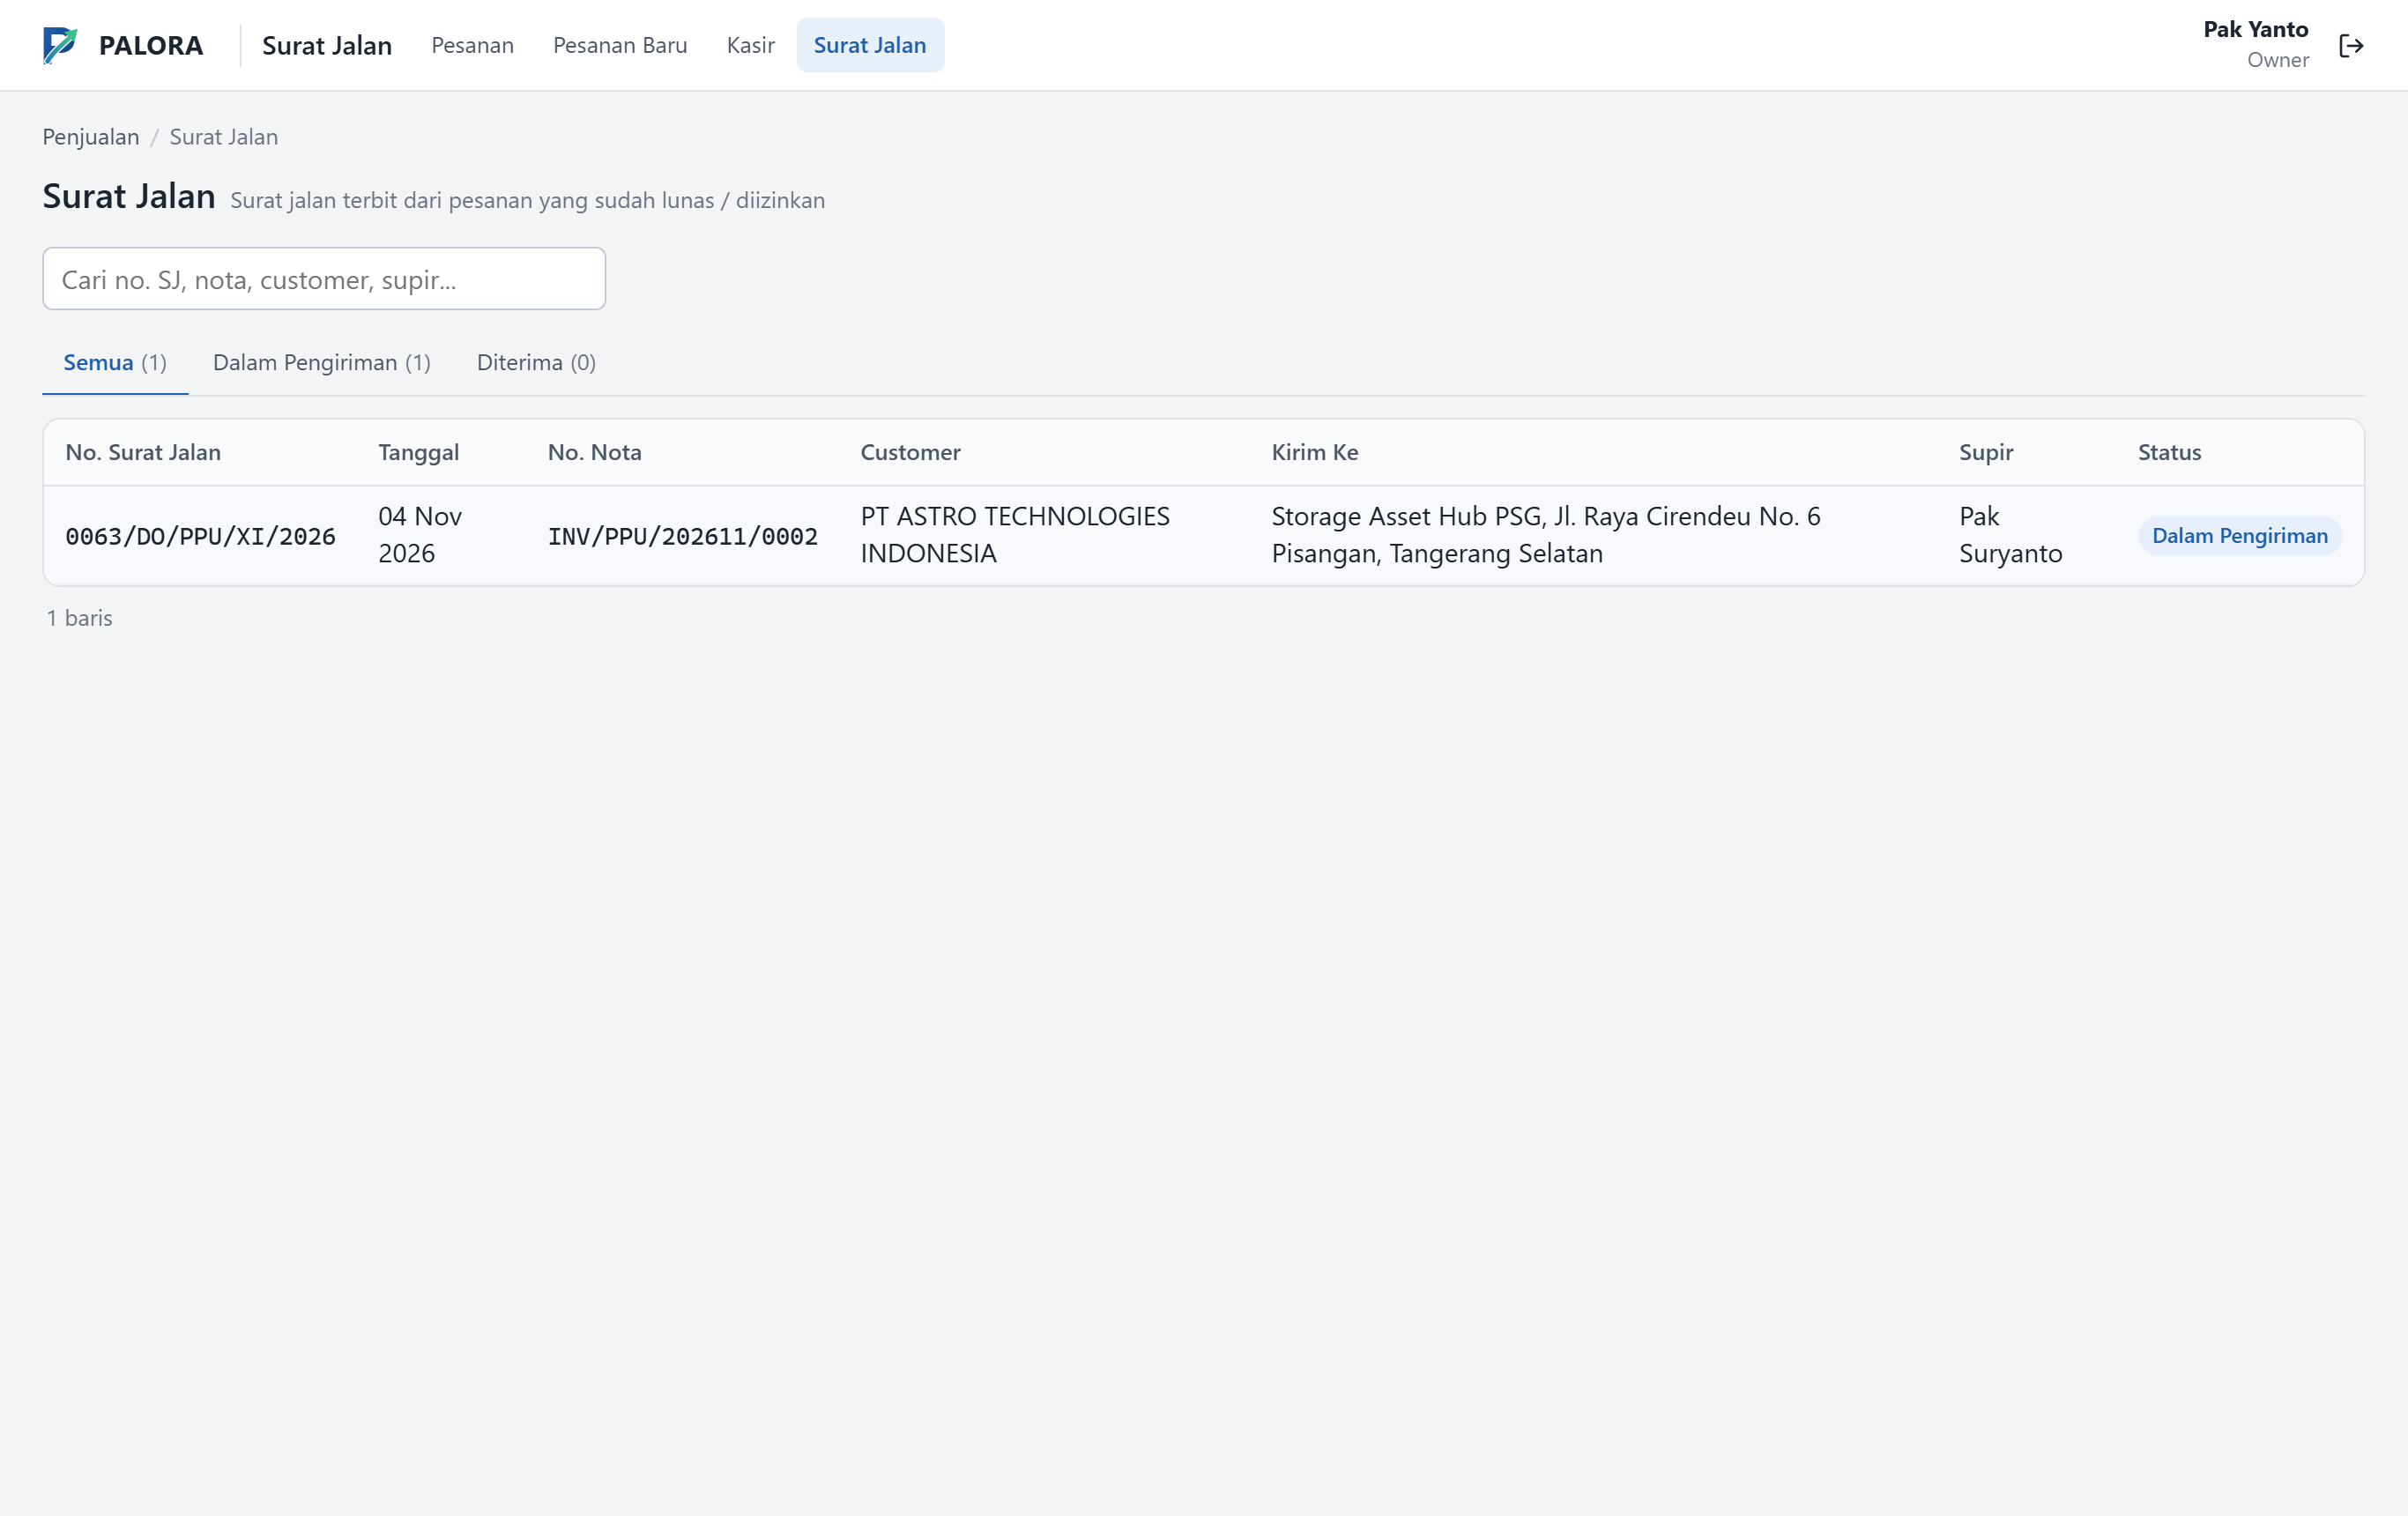 PALORA
Surat Jalan
Pesanan
Pesanan Baru
Kasir
Surat Jalan
Pak Yanto
Owner
Penjualan / Surat Jalan
Surat Jalan Surat jalan terbit dari pesanan yang sudah lunas / diizinkan
Cari no. SJ, nota, customer, supir...
Semua (1) Dalam Pengiriman (1) Diterima (0)
No. Surat Jalan Tanggal No. Nota Customer Kirim Ke Supir Status
0063/DO/PPU/XI/2026
04 Nov
2026
INV/PPU/202611/0002
PT ASTRO TECHNOLOGIES
INDONESIA
Storage Asset Hub PSG, Jl. Raya Cirendeu No. 6
Pisangan, Tangerang Selatan
Pak
Suryanto
Dalam Pengiriman
1 baris